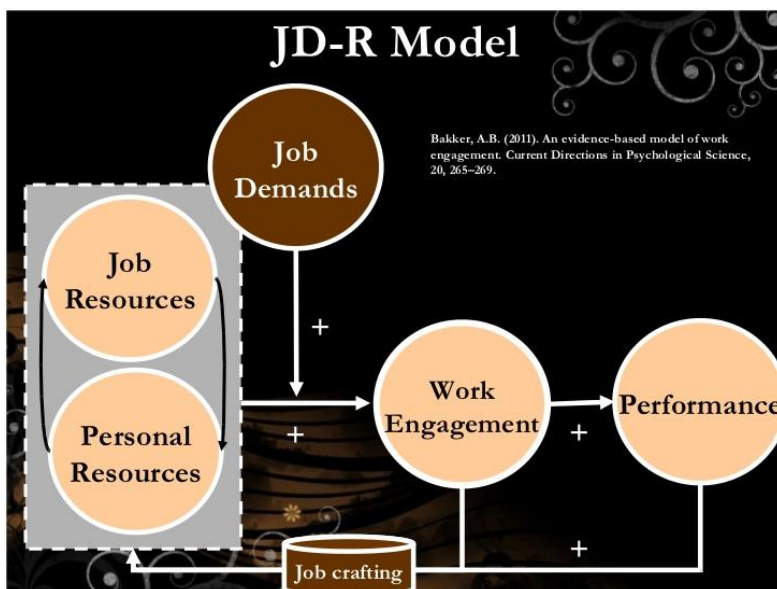 JD-R Model
Job
Demands
Bakker, A.B. (2011). An evidence-based model of work
engagement. Current Directions in Psychological Science,
20, 265–269.
Job
Resources
+
Personal
Resources
+
Work
Engagement
+
Performance
+
Job crafting